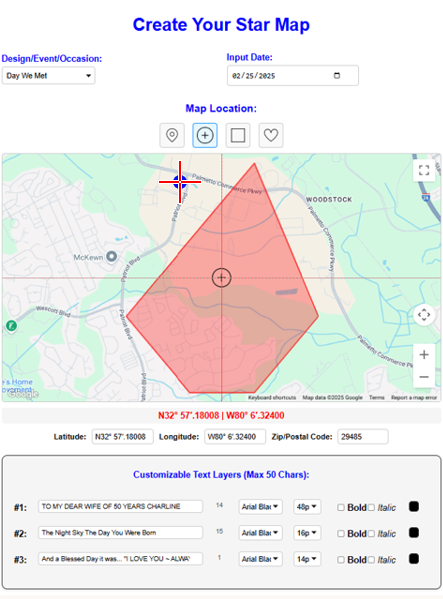 Create Your Star Map
Design/Event/Occasion:
Input Date:
Day We Met
02/25/2025
Map Location:
Palmetto Commerce Pkwy
WOODSTOCK
Patriot Blvd
Palmetto Commerce Pkwy
26
McKewn
Patriot Blvd
Wescott Blvd
Patriot Blvd
Palmetto Commerce Pk
Patriot Blvd
r's Home
Google
Keyboard shortcuts Map data ©2025 Google Terms Report a map error
N32° 57'.18008 | W80° 6'.32400
Latitude: N32° 57'.18008 Longitude: W80° 6'.32400 Zip/Postal Code: 29485
Customizable Text Layers (Max 50 Chars):
#1: TO MY DEAR WIFE OF 50 YEARS CHARLINE 14 Arial Blac 48p Bold Italic
#2: The Night Sky The Day You Were Born 15 Arial Blac 16p Bold Italic
#3: And a Blessed Day it was... "I LOVE YOU ~ ALWA' 1 Arial Blac 14p Bold Italic